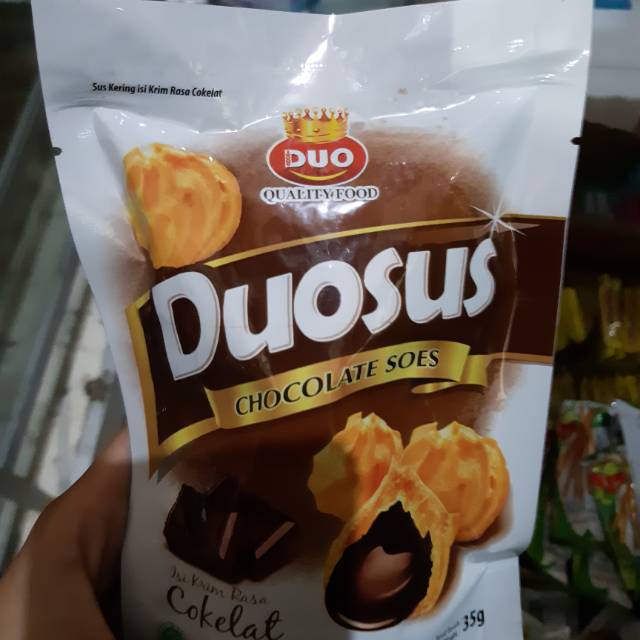 Sus Kering isi Krim Rasa Cokelat
DUO
QUALITY FOOD
DUOSUS
CHOCOLATE SOES
Isi Krim Rasa
Cokelat
35g